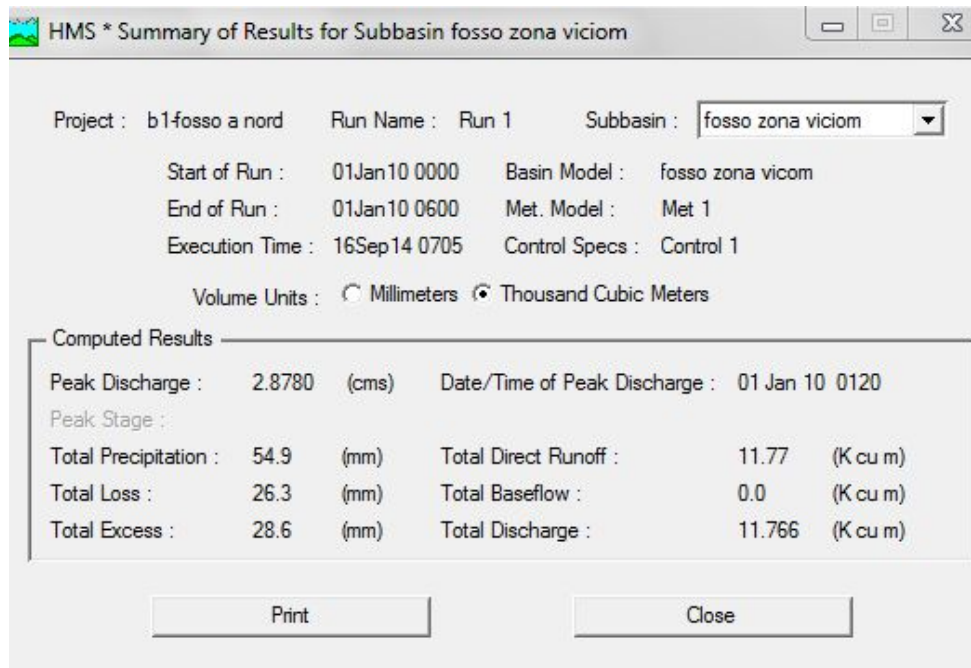 HMS * Summary of Results for Subbasin fosso zona viciom
Project : b1-fosso a nord Run Name : Run 1 Subbasin : fosso zona viciom
Start of Run : 01Jan10 0000 Basin Model : fosso zona vicom
End of Run : 01Jan10 0600 Met. Model : Met 1
Execution Time : 16Sep14 0705 Control Specs : Control 1
Volume Units : Millimeters Thousand Cubic Meters
Computed Results
Peak Discharge : 2.8780 (cms) Date/Time of Peak Discharge : 01 Jan 10 0120
Peak Stage :
Total Precipitation : 54.9 (mm) Total Direct Runoff : 11.77 (K cu m)
Total Loss : 26.3 (mm) Total Baseflow : 0.0 (K cu m)
Total Excess : 28.6 (mm) Total Discharge : 11.766 (K cu m)
Print Close